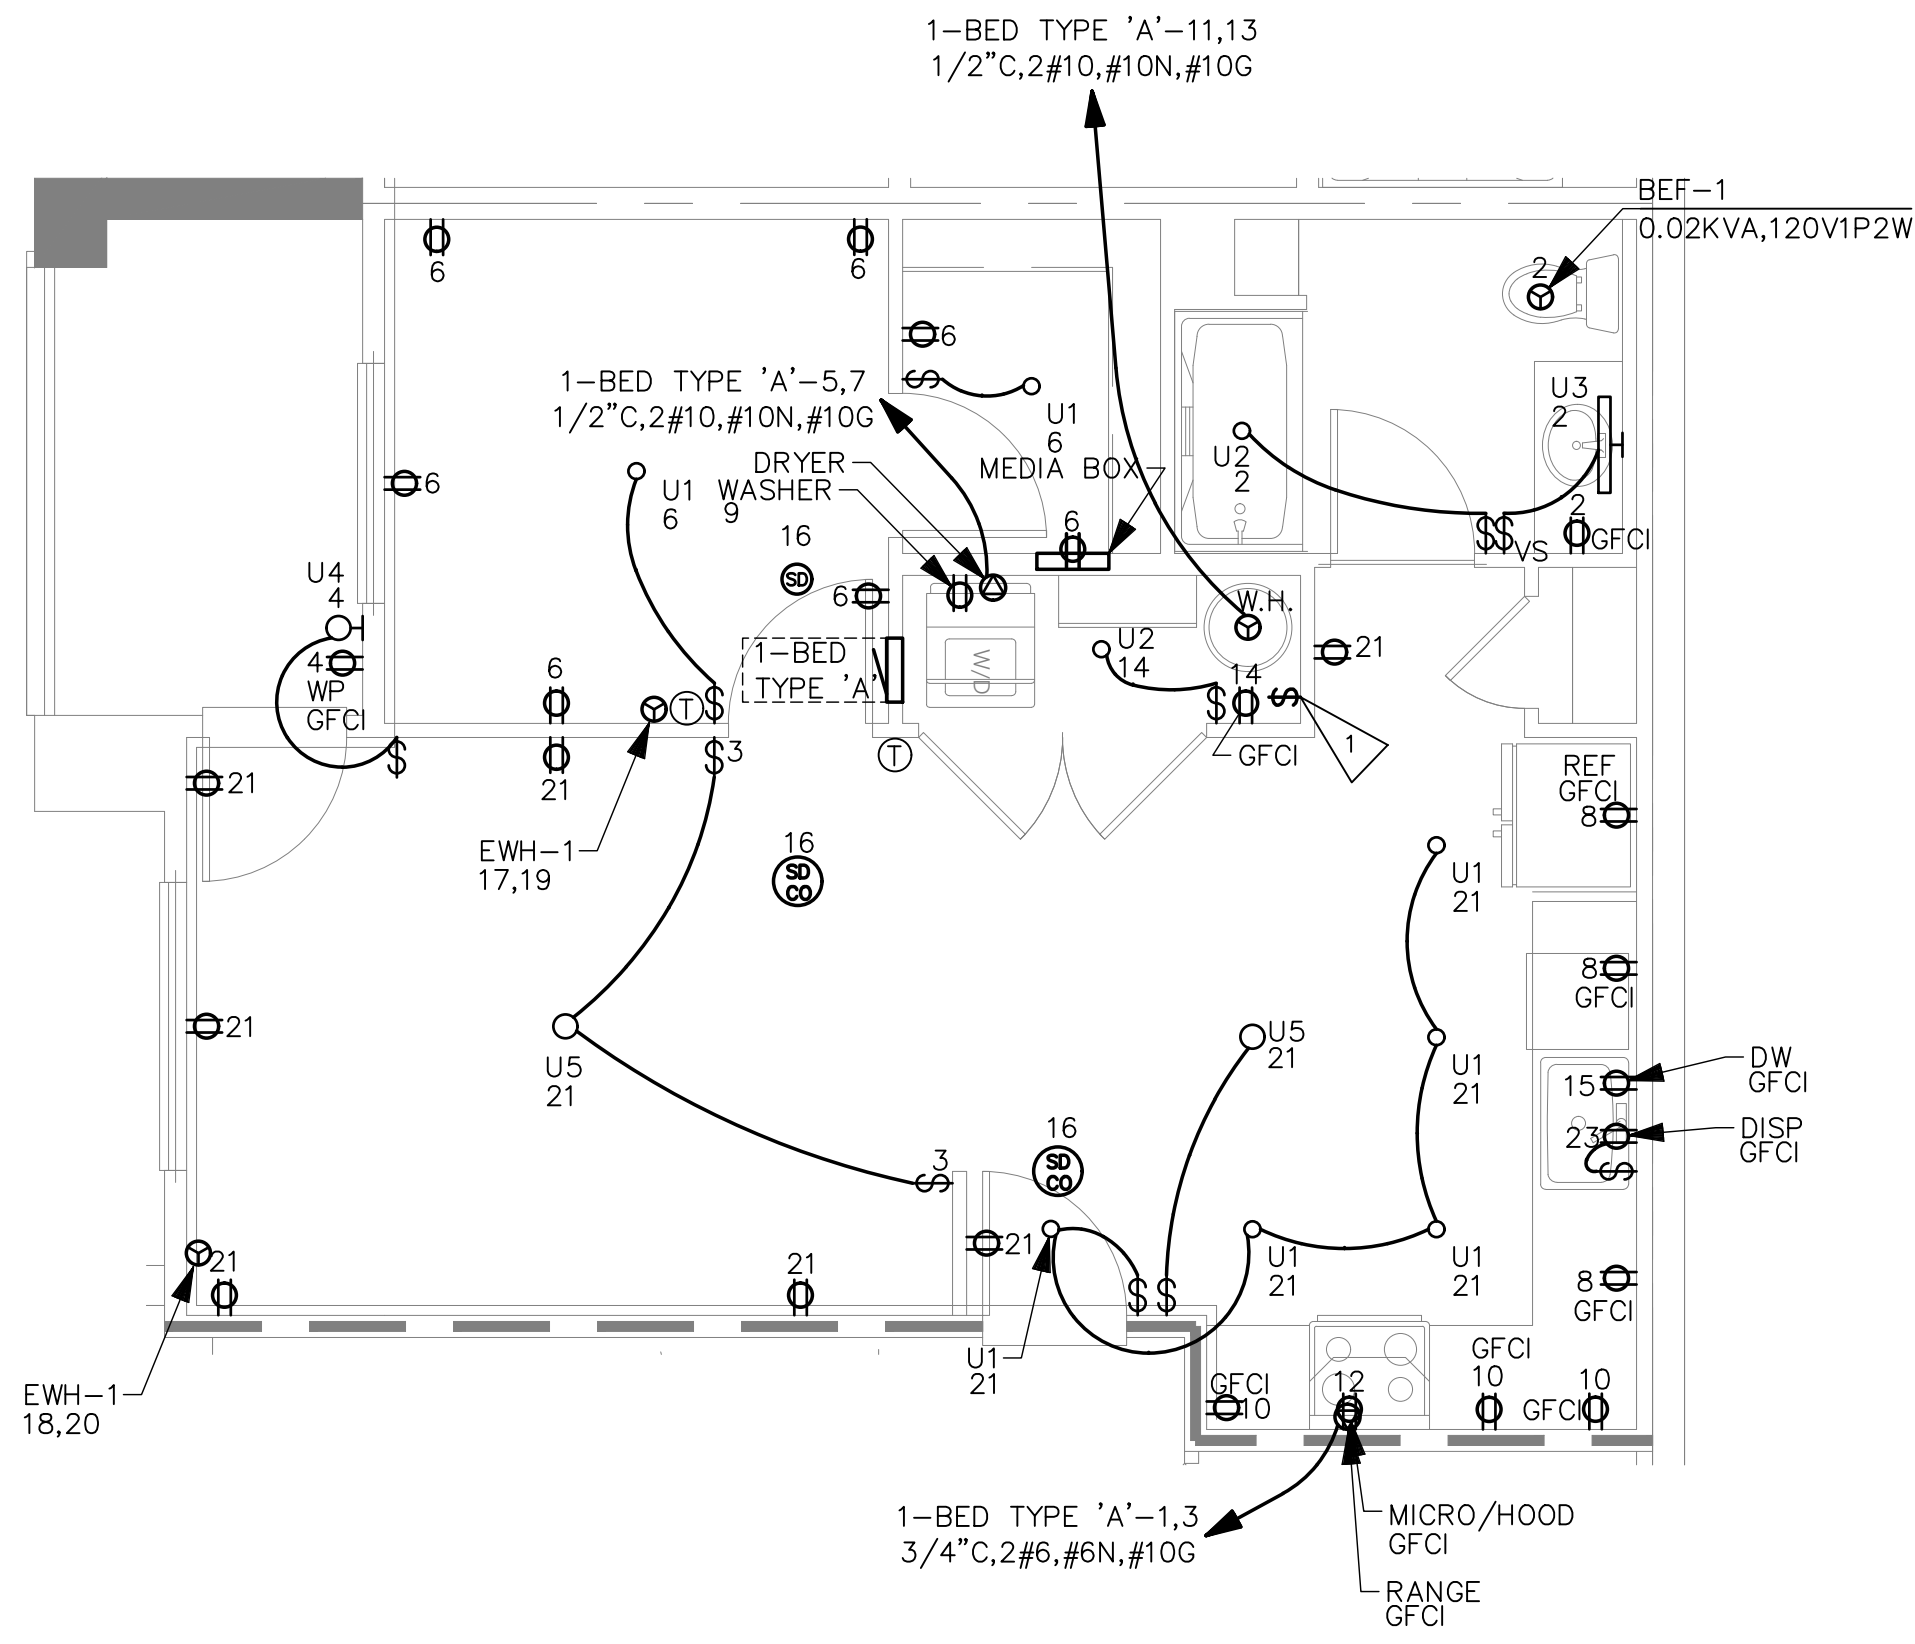 1-BED TYPE 'A'-11,13
1/2"C,2#10,#10N,#10G
BEF-1
0.02KVA,120V1P2W
2
6
6
6
1-BED TYPE 'A'-5,7
1/2"C,2#10,#10N,#10G
$
U1
6
U3
2
DRYER
WASHER
9
MEDIA BOX
U2
2
6
U1
6
16
SD
6
2
GFCI
$$
VS
U4
4
6
W.H.
4
WP
GFCI
1-BED
TYPE 'A'
W/D
U2
14
14
21
6
T
$
$
$
1
GFCI
T
$
$
3
21
21
REF
GFCI
8
EWH-1
17,19
16
SD
CO
U1
21
21
8
GFCI
U5
21
U5
21
U1
21
DW
GFCI
15
DISP
GFCI
23
$
16
SD
CO
3
$
21
21
21
U1
21
U1
21
8
GFCI
$
$
U1
21
EWH-1
18,20
GFCI
10
12
GFCI
10
10
GFCI
1-BED TYPE 'A'-1,3
3/4"C,2#6,#6N,#10G
MICRO/HOOD
GFCI
RANGE
GFCI